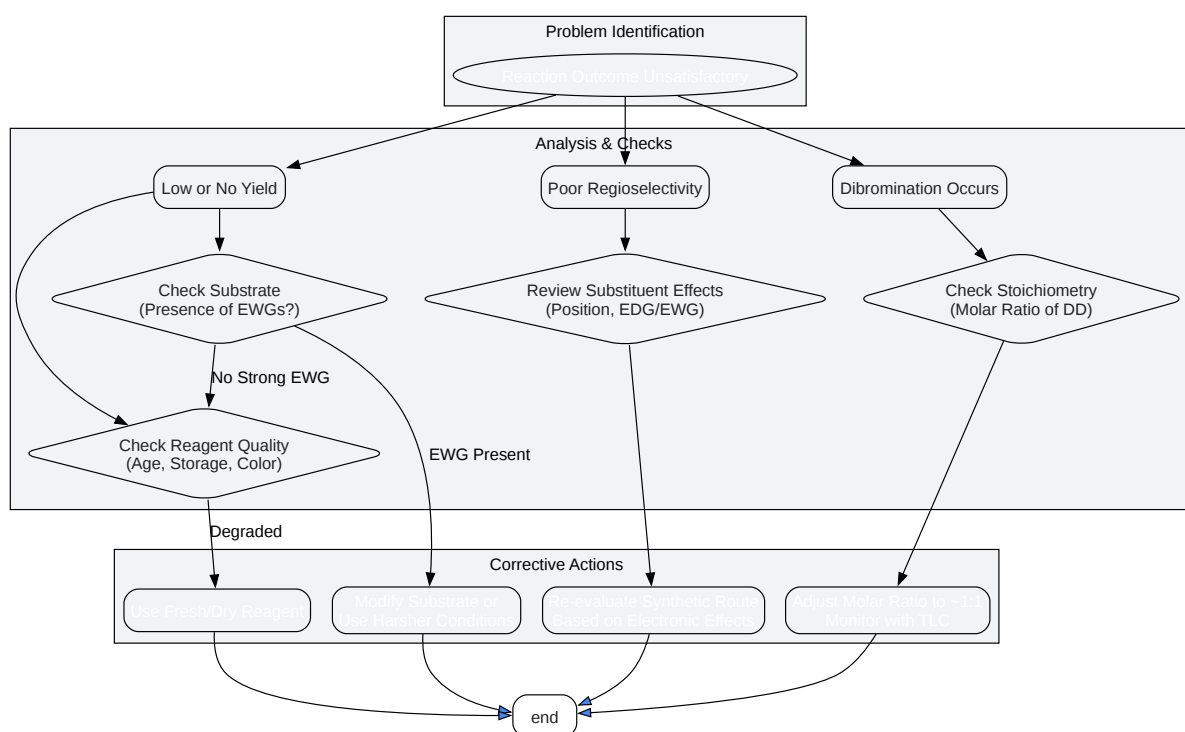 Problem Identification
Reaction Outcome Unsatisfactory
Analysis & Checks
Low or No Yield
Poor Regioselectivity
Dibromination Occurs
Check Substrate
(Presence of EWGs?)
Review Substituent Effects
(Position, EDG/EWG)
Check Stoichiometry
(Molar Ratio of DD)
No Strong EWG
Check Reagent Quality
(Age, Storage, Color)
EWG Present
Degraded
Corrective Actions
Use Fresh/Dry Reagent
Modify Substrate or
Use Harsher Conditions
Re-evaluate Synthetic Route
Based on Electronic Effects
Adjust Molar Ratio to ~1:1
Monitor with TLC
end